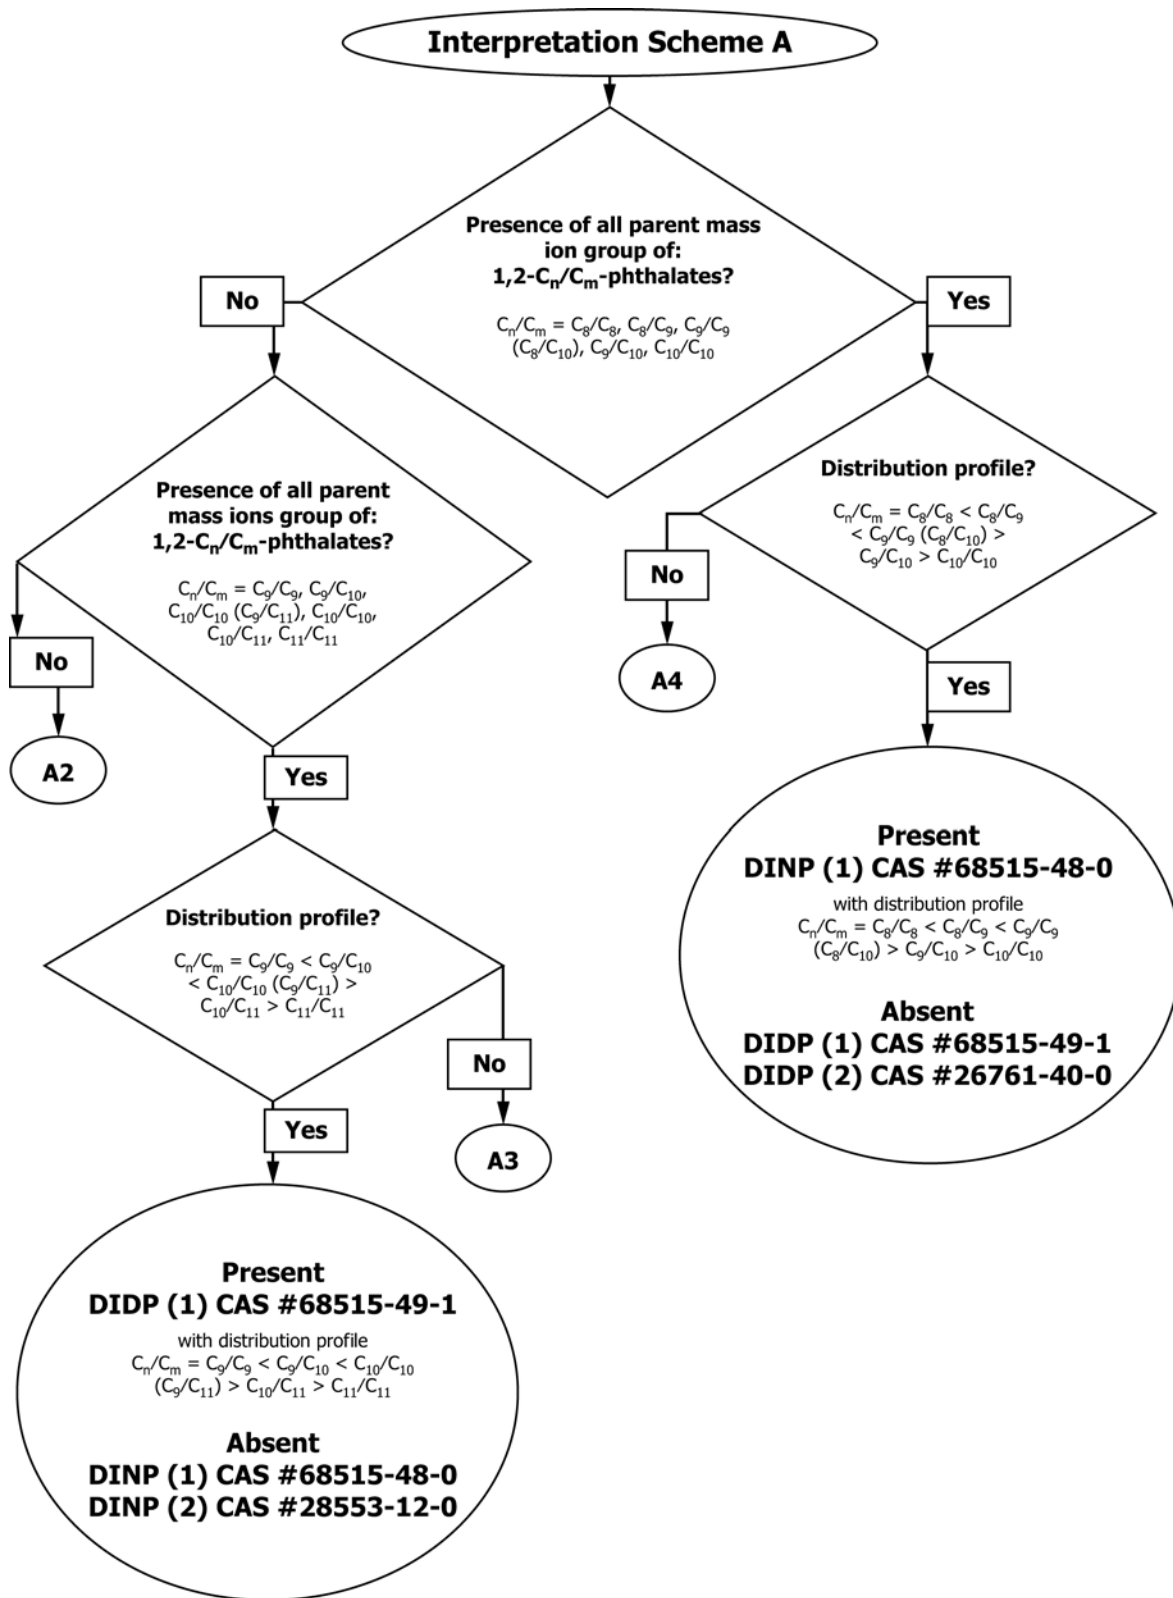 Interpretation Scheme A
Presence of all parent mass
ion group of:
1,2-Cₙ/Cₘ-phthalates?
Cₙ/Cₘ = C₈/C₈, C₈/C₉, C₉/C₉
(C₈/C₁₀), C₉/C₁₀, C₁₀/C₁₀
No
Yes
Presence of all parent
mass ions group of:
1,2-Cₙ/Cₘ-phthalates?
Cₙ/Cₘ = C₉/C₉, C₉/C₁₀,
C₁₀/C₁₀ (C₉/C₁₁), C₁₀/C₁₀,
C₁₀/C₁₁, C₁₁/C₁₁
Distribution profile?
Cₙ/Cₘ = C₈/C₈ < C₈/C₉
< C₉/C₉ (C₈/C₁₀) >
C₉/C₁₀ > C₁₀/C₁₀
No
A2
Yes
No
A4
Yes
Distribution profile?
Cₙ/Cₘ = C₉/C₉ < C₉/C₁₀
< C₁₀/C₁₀ (C₉/C₁₁) >
C₁₀/C₁₁ > C₁₁/C₁₁
No
A3
Yes
Present
DINP (1) CAS #68515-48-0
with distribution profile
Cₙ/Cₘ = C₈/C₈ < C₈/C₉ < C₉/C₉
(C₈/C₁₀) > C₉/C₁₀ > C₁₀/C₁₀
Absent
DIDP (1) CAS #68515-49-1
DIDP (2) CAS #26761-40-0
Present
DIDP (1) CAS #68515-49-1
with distribution profile
Cₙ/Cₘ = C₉/C₉ < C₉/C₁₀ < C₁₀/C₁₀
(C₉/C₁₁) > C₁₀/C₁₁ > C₁₁/C₁₁
Absent
DINP (1) CAS #68515-48-0
DINP (2) CAS #28553-12-0